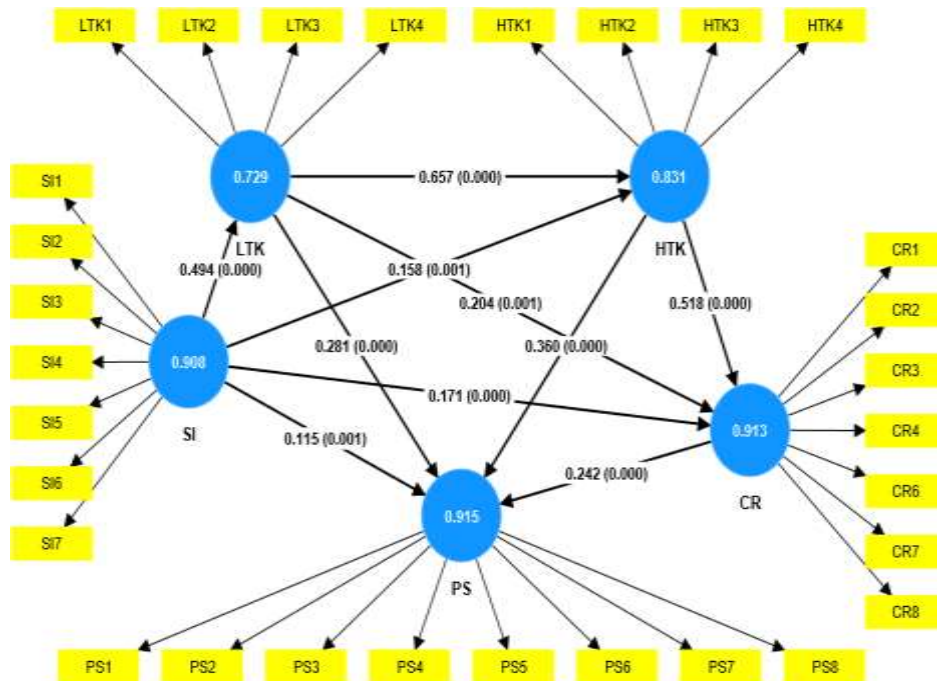 LTK1 LTK2 LTK3 LTK4 HTK1 HTK2 HTK3 HTK4
SI1
0.729
0.657 (0.000)
0.831
LTK
HTK
SI2
CR1
0.494 (0.000)
0.158 (0.001)
SI3
0.204 (0.001)
0.518 (0.000)
CR2
SI4
0.908
0.281 (0.000)
0.360 (0.000)
CR3
0.171 (0.000)
SI5
SI
0.913
CR4
0.115 (0.001)
SI6
0.242 (0.000)
CR6
CR
0.915
SI7
CR7
PS
CR8
PS1 PS2 PS3 PS4 PS5 PS6 PS7 PS8